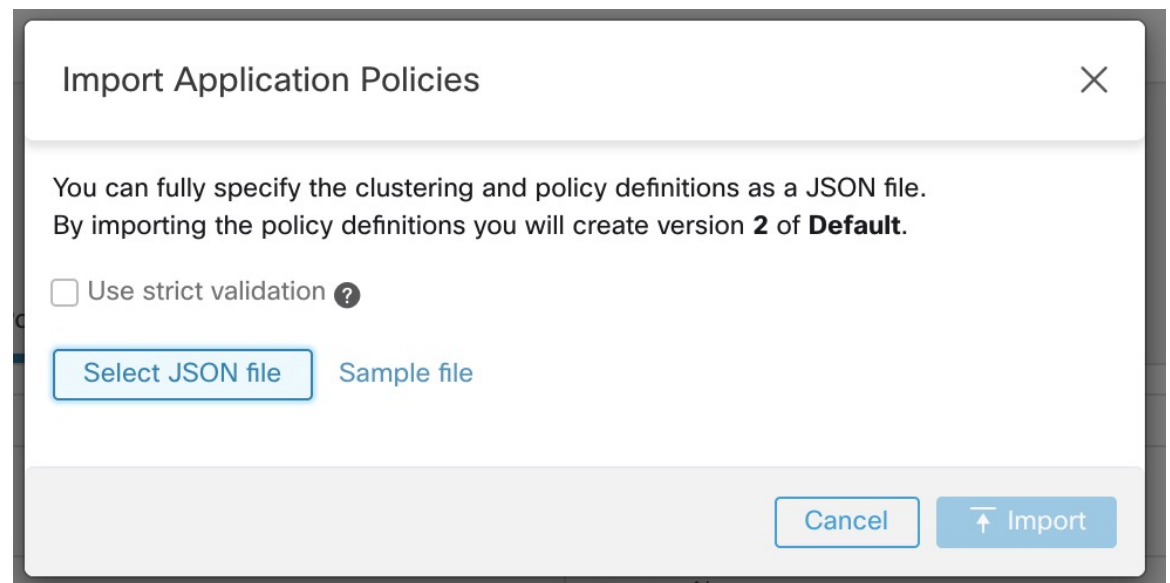 Import Application Policies
You can fully specify the clustering and policy definitions as a JSON file.
By importing the policy definitions you will create version 2 of Default.
Use strict validation ?
Select JSON file Sample file
Cancel Import